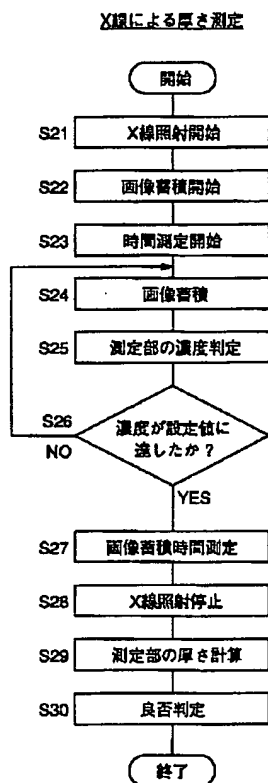 X線による厚さ測定
開始
S21 X線照射開始
S22 画像蓄積開始
S23 時間測定開始
S24 画像蓄積
S25 測定部の濃度判定
S26
濃度が設定値に
達したか？
NO
YES
S27 画像蓄積時間測定
S28 X線照射停止
S29 測定部の厚さ計算
S30 良否判定
終了